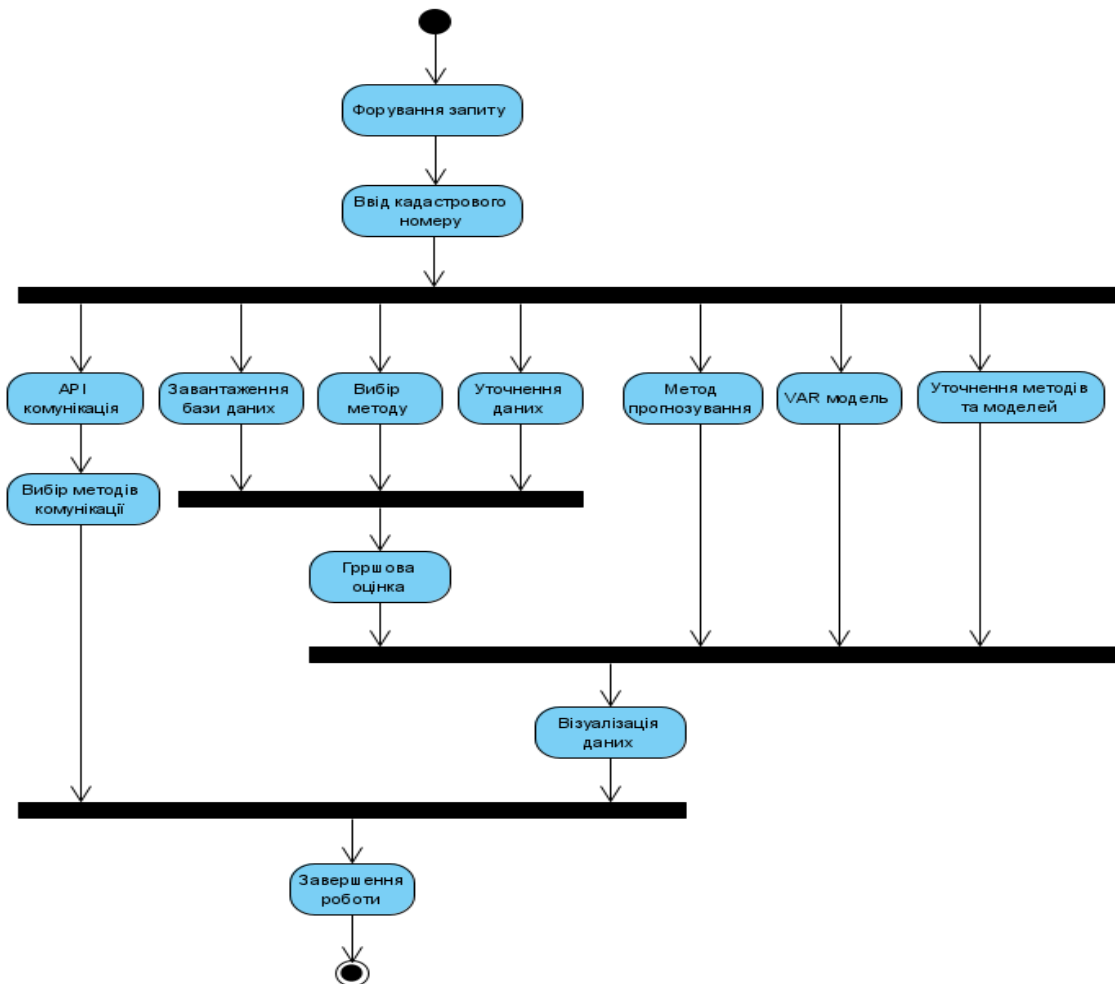 Форування запиту
Ввід кадастрового
номеру
API
комунікація
Завантаження
бази даних
Вибір
методу
Уточнення
даних
Метод
прогнозування
VAR модель
Уточнення методів
та моделей
Вибір методів
комунікації
Грршова
оцінка
Візуалізація
даних
Завершення
роботи